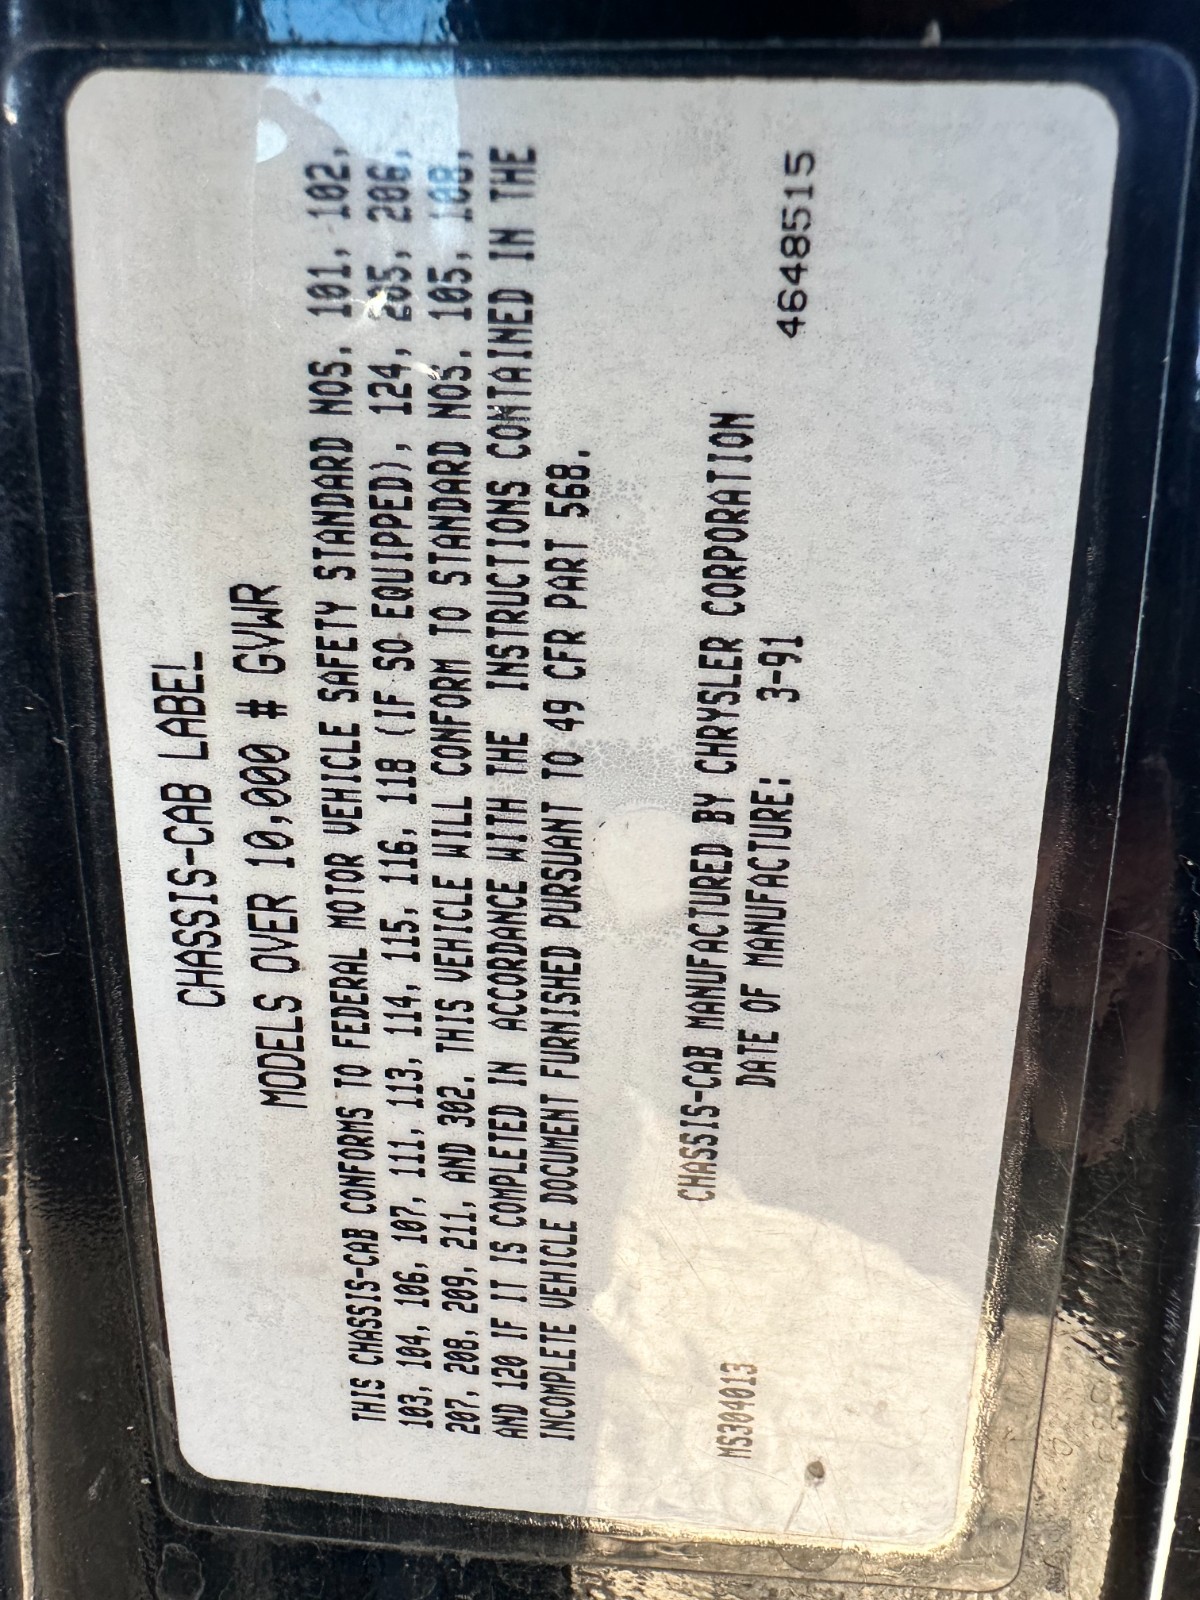 CHASSIS-CAB LABEL
MODELS OVER 10,000 # GVWR
THIS CHASSIS-CAB CONFORMS TO FEDERAL MOTOR VEHICLE SAFETY STANDARD NOS. 101, 102,
103, 104, 106, 107, 111, 113, 114, 115, 116, 118 (IF SO EQUIPPED), 124, 205, 206,
207, 208, 209, 211, AND 302. THIS VEHICLE WILL CONFORM TO STANDARD NOS. 105, 108,
AND 120 IF IT IS COMPLETED IN ACCORDANCE WITH THE INSTRUCTIONS CONTAINED IN THE
INCOMPLETE VEHICLE DOCUMENT FURNISHED PURSUANT TO 49 CFR PART 568.
CHASSIS-CAB MANUFACTURED BY CHRYSLER CORPORATION
MS304013 DATE OF MANUFACTURE: 3-91
4648515